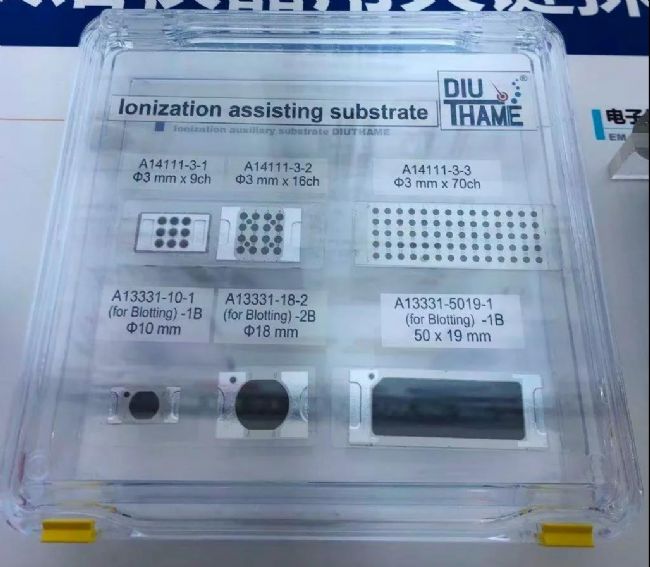 DIU
THAME
®
Ionization assisting substrate
Ionization auxiliary substrate DIUTHAME
A14111-3-1
Φ3 mm x 9ch
A14111-3-2
Φ3 mm x 16ch
A14111-3-3
Φ3 mm x 70ch
A13331-10-1
(for Blotting) -1B
Φ10 mm
A13331-18-2
(for Blotting) -2B
Φ18 mm
A13331-5019-1
(for Blotting) -1B
50 x 19 mm
电子
EM